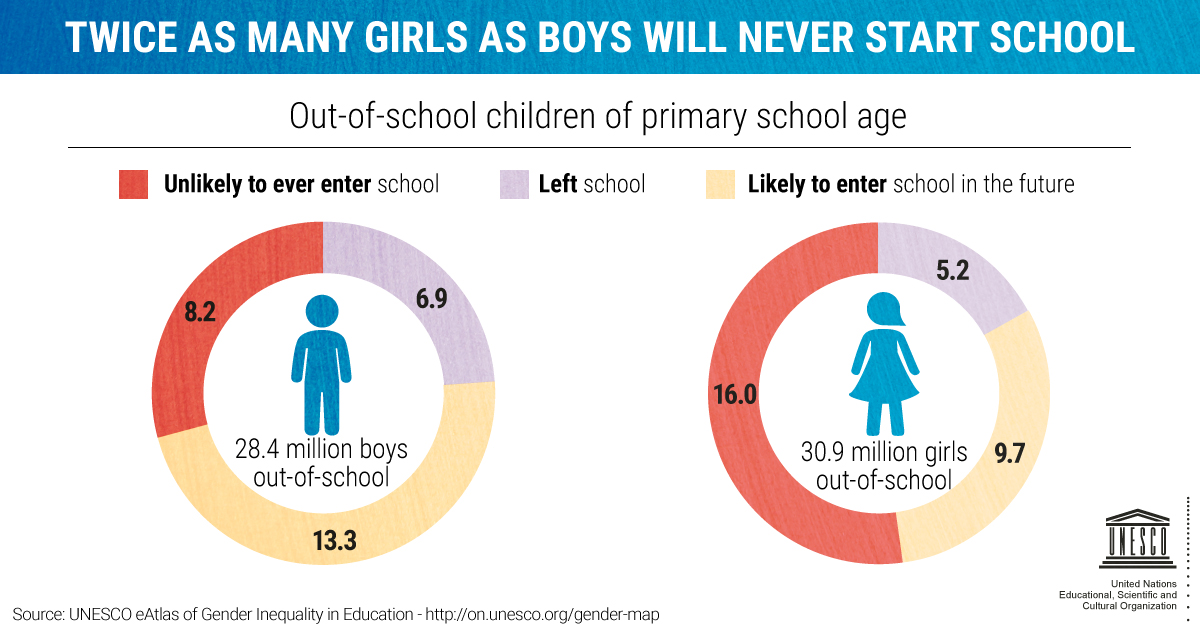 TWICE AS MANY GIRLS AS BOYS WILL NEVER START SCHOOL
Out-of-school children of primary school age
Unlikely to ever enter school
Left school
Likely to enter school in the future
8.2
6.9
28.4 million boys
out-of-school
13.3
5.2
16.0
30.9 million girls
out-of-school
9.7
UNESCO
United Nations
Educational, Scientific and
Cultural Organization
Source: UNESCO eAtlas of Gender Inequality in Education - http://on.unesco.org/gender-map